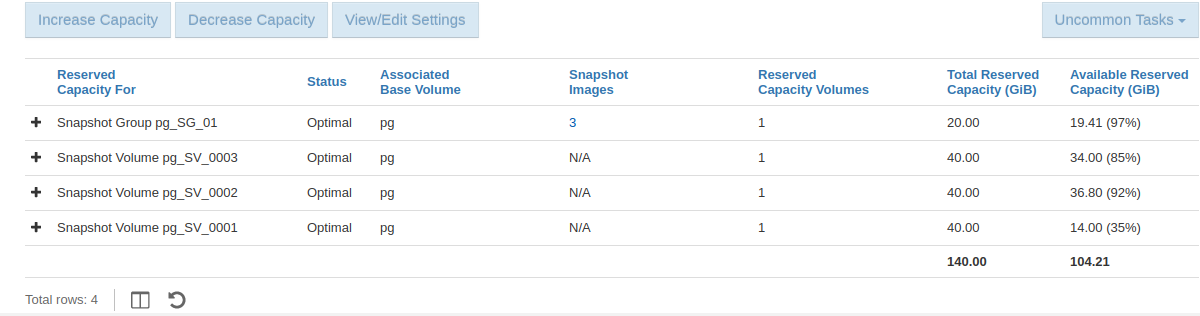 Increase Capacity Decrease Capacity View/Edit Settings Uncommon Tasks
Reserved Associated Snapshot Reserved Total Reserved Available Reserved
Capacity For Status Base Volume Images Capacity Volumes Capacity (GiB) Capacity (GiB)
Snapshot Group pg_SG_01 Optimal pg 3 1 20.00 19.41 (97%)
Snapshot Volume pg_SV_0003 Optimal pg N/A 1 40.00 34.00 (85%)
Snapshot Volume pg_SV_0002 Optimal pg N/A 1 40.00 36.80 (92%)
Snapshot Volume pg_SV_0001 Optimal pg N/A 1 40.00 14.00 (35%)
140.00 104.21
Total rows: 4